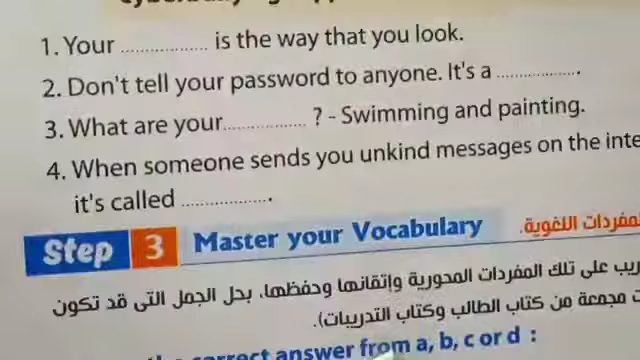 1. Your .................. is the way that you look.
2. Don't tell your password to anyone. It's a ..................
3. What are your.................. ? - Swimming and painting.
4. When someone sends you unkind messages on the inte
it's called ..................
Step 3 Master your Vocabulary المفردات اللغوية.
ريب على تلك المفردات المحورية وإتقانها وحفظها، بحل الجمل التى قد تكون
ت مجمعة من كتاب الطالب وكتاب التدريبات).
correct answer from a, b, c or d :